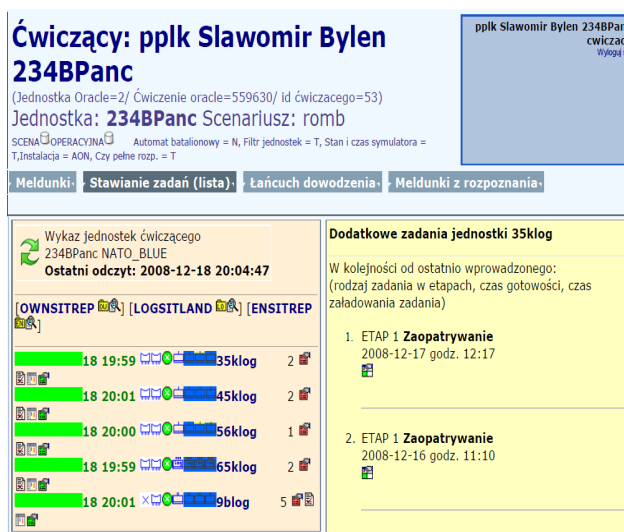 Ćwiczący: pplk Slawomir Bylen
234BPanc
(Jednostka Oracle=2/ Ćwiczenie oracle=559630/ id ćwiczacego=53)
Jednostka: 234BPanc Scenariusz: romb
SCENA OPERACYJNA Automat batalionowy = N, Filtr jednostek = T, Stan i czas symulatora =
T,Instalacja = AON, Czy pełne rozp. = T
pplk Slawomir Bylen 234BPan
cwiczac
Wyloguj
Meldunki Stawianie zadań (lista) Łańcuch dowodzenia Meldunki z rozpoznania
Wykaz jednostek ćwiczącego
234BPanc NATO_BLUE
Ostatni odczyt: 2008-12-18 20:04:47
[OWNSITREP ] [LOGSITLAND ] [ENSITREP
]
18 19:59 35klog 2
18 20:01 45klog 2
18 20:00 56klog 1
18 19:59 65klog 2
18 20:01 9blog 5
Dodatkowe zadania jednostki 35klog
W kolejności od ostatnio wprowadzonego:
(rodzaj zadania w etapach, czas gotowości, czas
załadowania zadania)
1. ETAP 1 Zaopatrywanie
2008-12-17 godz. 12:17
2. ETAP 1 Zaopatrywanie
2008-12-16 godz. 11:10